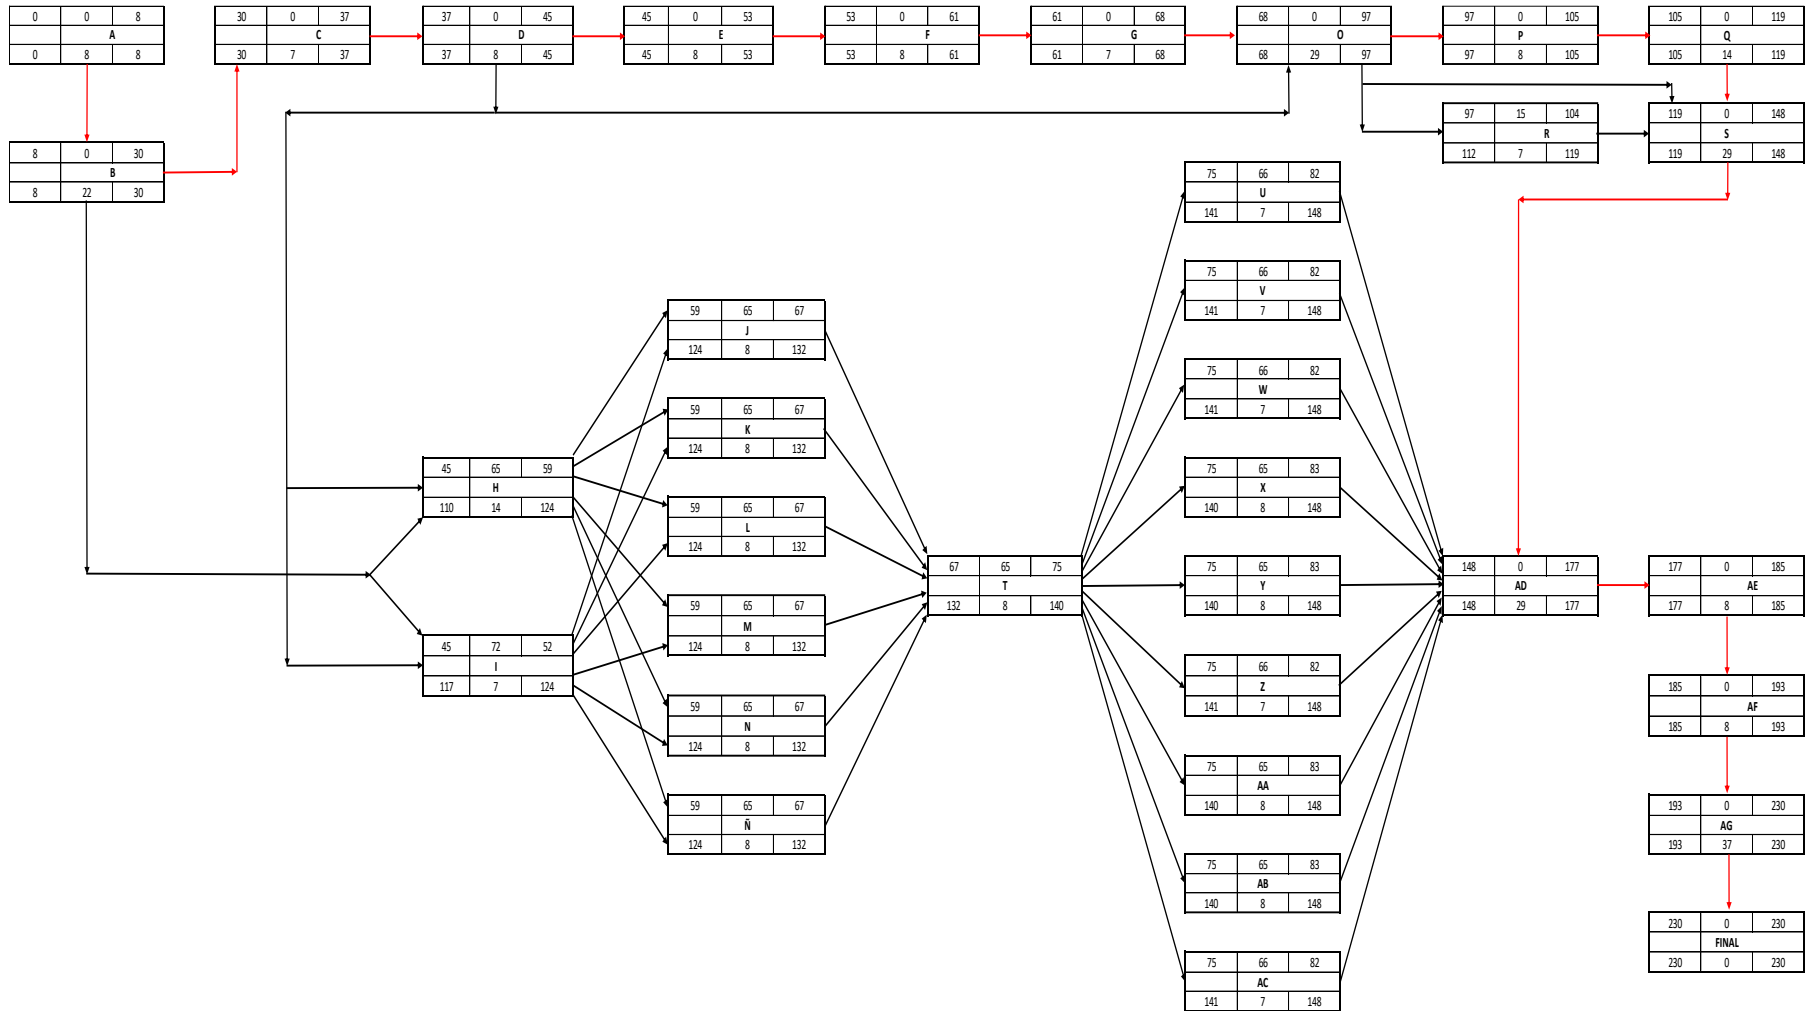 0 0 8
A
0 8 8
30 0 37
C
30 7 37
37 0 45
D
37 8 45
45 0 53
E
45 8 53
53 0 61
F
53 8 61
61 0 68
G
61 7 68
68 0 97
O
68 29 97
97 0 105
P
97 8 105
105 0 119
Q
105 14 119
8 0 30
B
8 22 30
97 15 104
R
112 7 119
119 0 148
S
119 29 148
75 66 82
U
141 7 148
75 66 82
V
141 7 148
59 65 67
J
124 8 132
75 66 82
W
141 7 148
59 65 67
K
124 8 132
45 65 59
H
110 14 124
75 65 83
X
140 8 148
59 65 67
L
124 8 132
67 65 75
T
132 8 140
75 65 83
Y
140 8 148
148 0 177
AD
148 29 177
177 0 185
AE
177 8 185
59 65 67
M
124 8 132
45 72 52
I
117 7 124
75 66 82
Z
141 7 148
185 0 193
AF
185 8 193
59 65 67
N
124 8 132
75 65 83
AA
140 8 148
59 65 67
Ñ
124 8 132
193 0 230
AG
193 37 230
75 65 83
AB
140 8 148
230 0 230
FINAL
230 0 230
75 66 82
AC
141 7 148